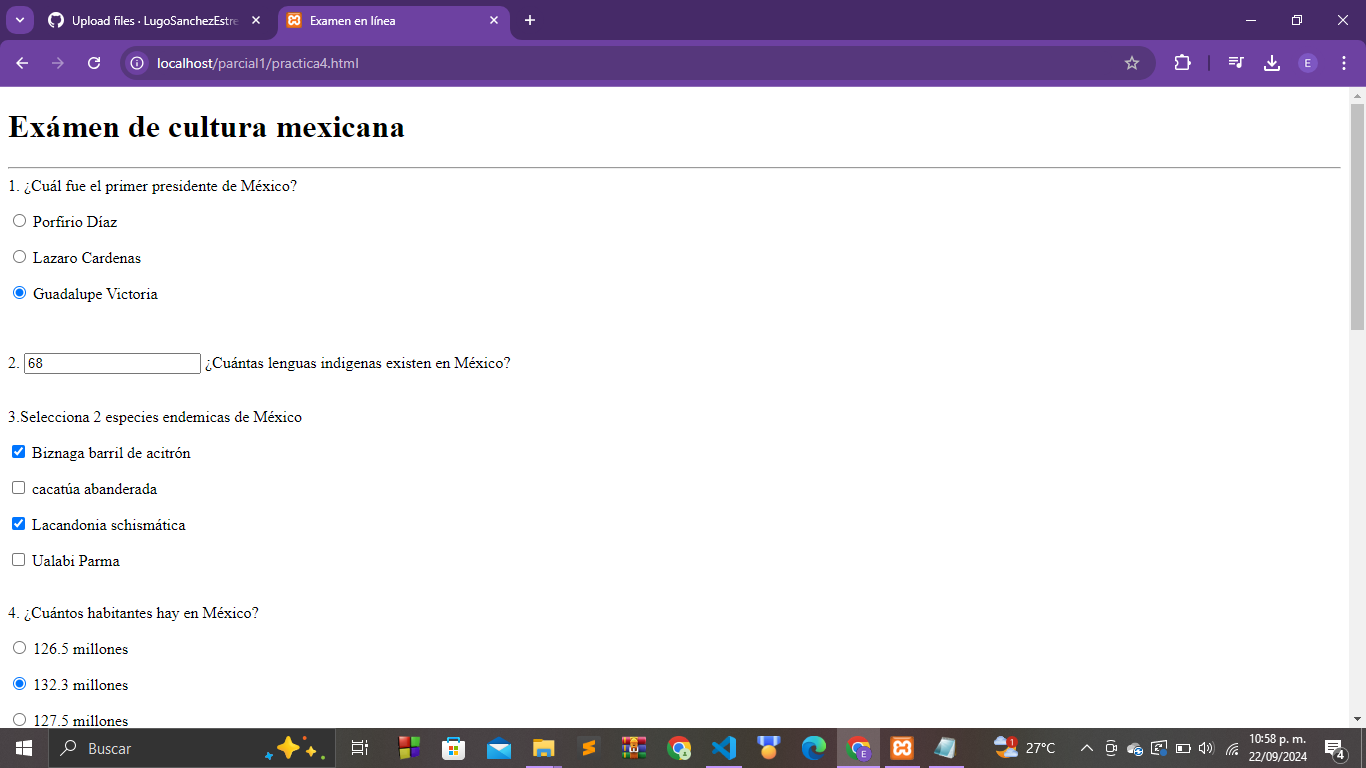 Upload files · LugoSanchezEstre
Examen en línea
localhost/parcial1/practica4.html
E
Exámen de cultura mexicana
1. ¿Cuál fue el primer presidente de México?
Porfirio Díaz
Lazaro Cardenas
Guadalupe Victoria
2. 68 ¿Cuántas lenguas indigenas existen en México?
3.Selecciona 2 especies endemicas de México
Biznaga barril de acitrón
cacatúa abanderada
Lacandonia schismática
Ualabi Parma
4. ¿Cuántos habitantes hay en México?
126.5 millones
132.3 millones
127.5 millones
Buscar
E
1
27°C
10:58 p. m.
22/09/2024
4